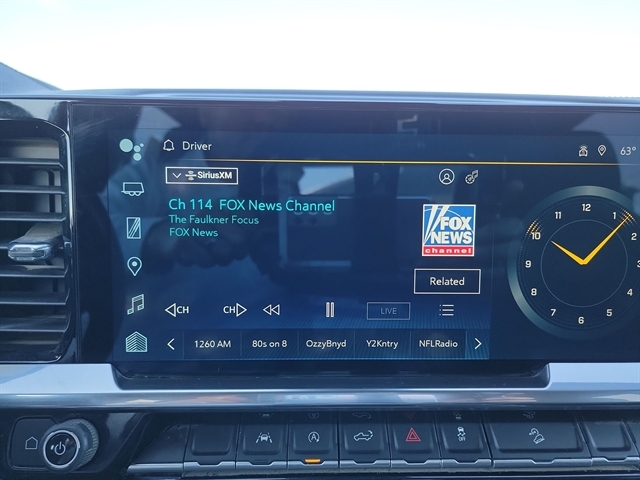 Driver
63°
SiriusXM
Ch 114 FOX News Channel
The Faulkner Focus
FOX News
FOX
NEWS
channel
Related
CH
CH
LIVE
1260 AM
80s on 8
OzzyBnyd
Y2Kntry
NFLRadio
12
1
2
3
4
5
6
7
8
9
10
11